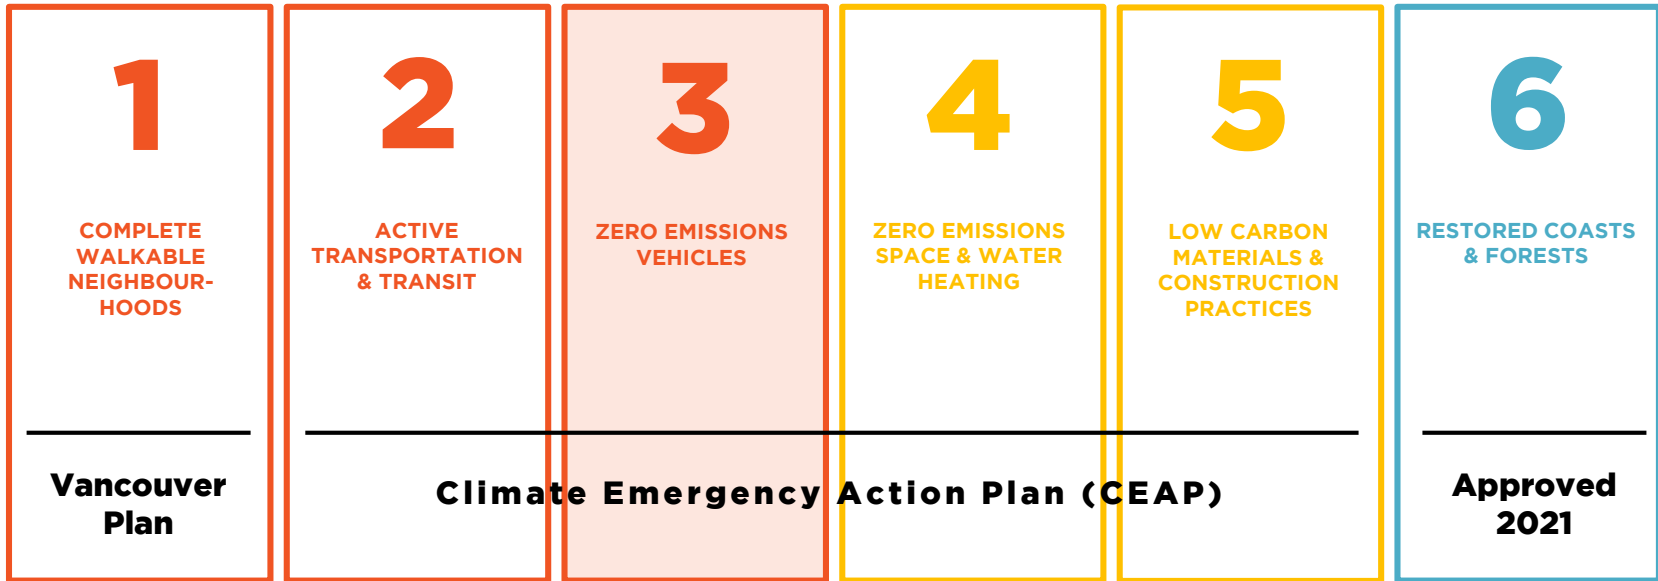 1
COMPLETE
WALKABLE
NEIGHBOUR-
HOODS
Vancouver
Plan
2
ACTIVE
TRANSPORTATION
& TRANSIT
3
ZERO EMISSIONS
VEHICLES
4
ZERO EMISSIONS
SPACE & WATER
HEATING
5
LOW CARBON
MATERIALS &
CONSTRUCTION
PRACTICES
Climate Emergency Action Plan (CEAP)
6
RESTORED COASTS
& FORESTS
Approved
2021